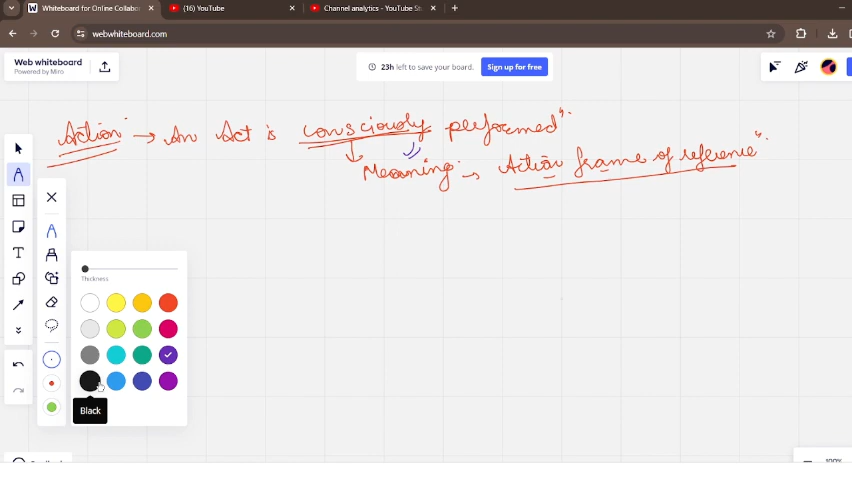 Whiteboard for Online Collabo
(16) YouTube
Channel analytics - YouTube St
webwhiteboard.com
Web whiteboard
Powered by Miro
23h left to save your board.
Sign up for free
Action → An Act is consciously performed".
Meaning → Action frame of reference".
Thickness
Black
100%